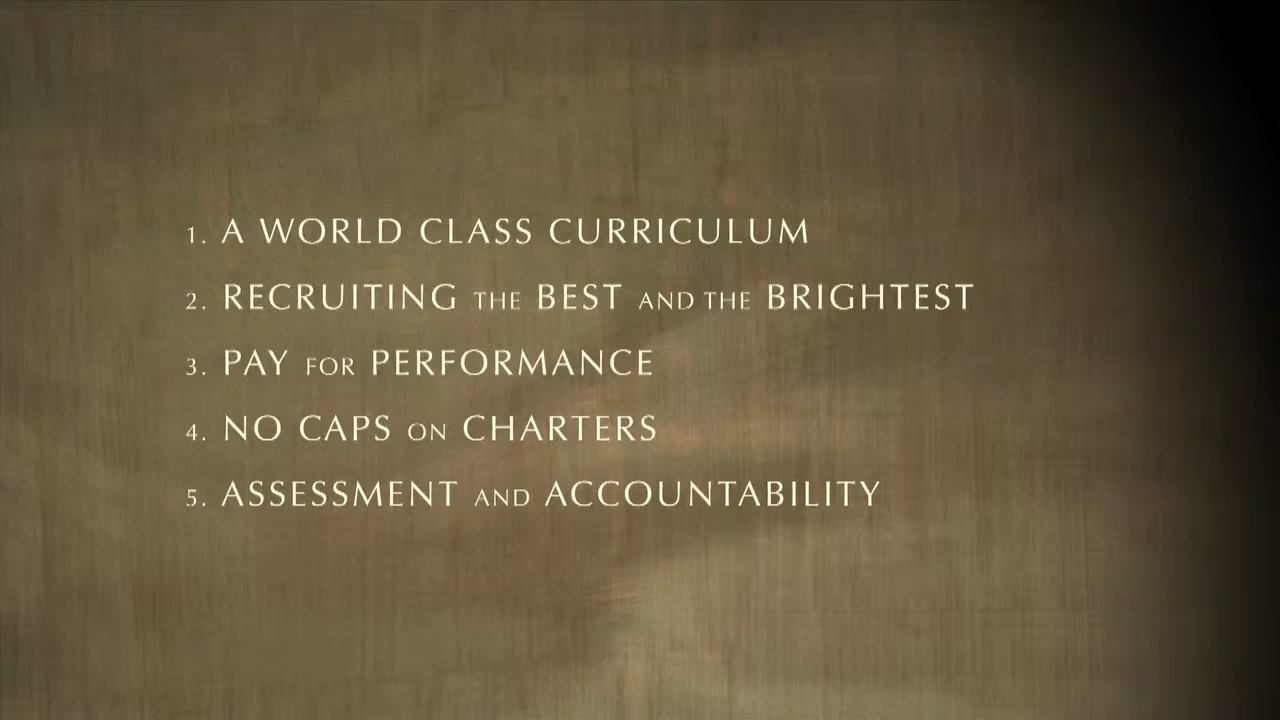 1. A WORLD CLASS CURRICULUM
2. RECRUITING THE BEST AND THE BRIGHTEST
3. PAY FOR PERFORMANCE
4. NO CAPS ON CHARTERS
5. ASSESSMENT AND ACCOUNTABILITY